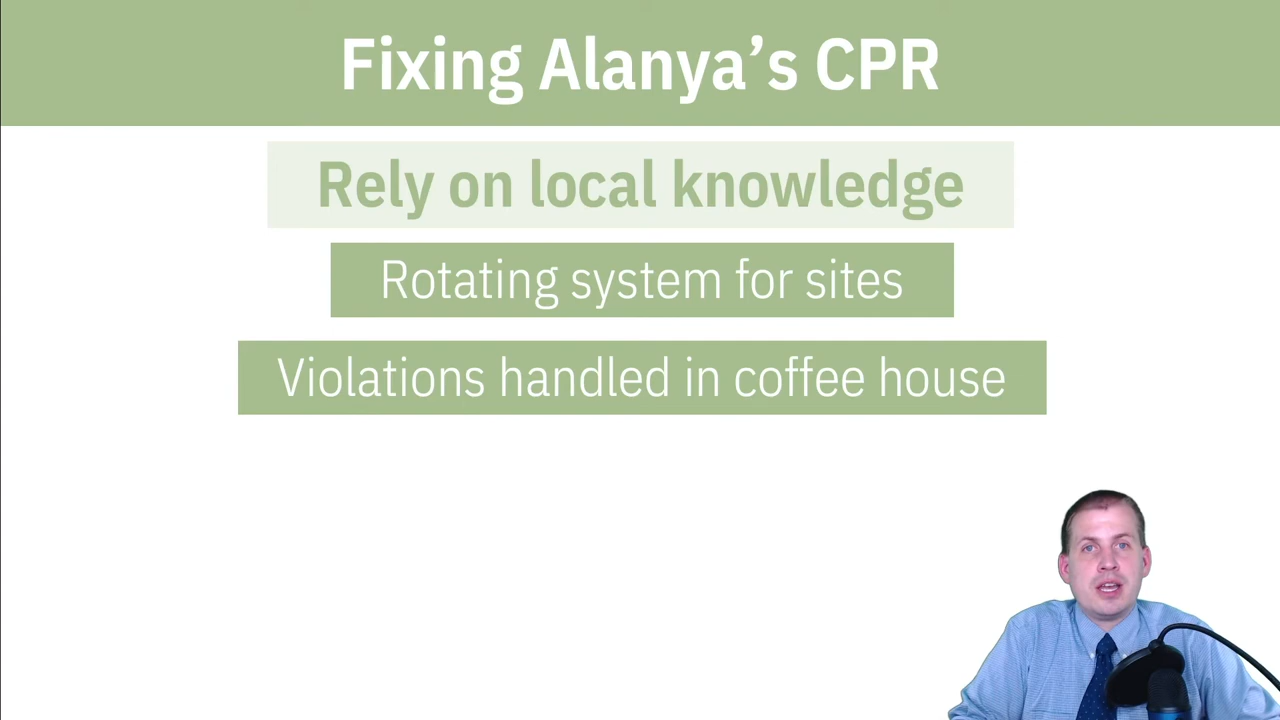 Fixing Alanya’s CPR
Rely on local knowledge
Rotating system for sites
Violations handled in coffee house